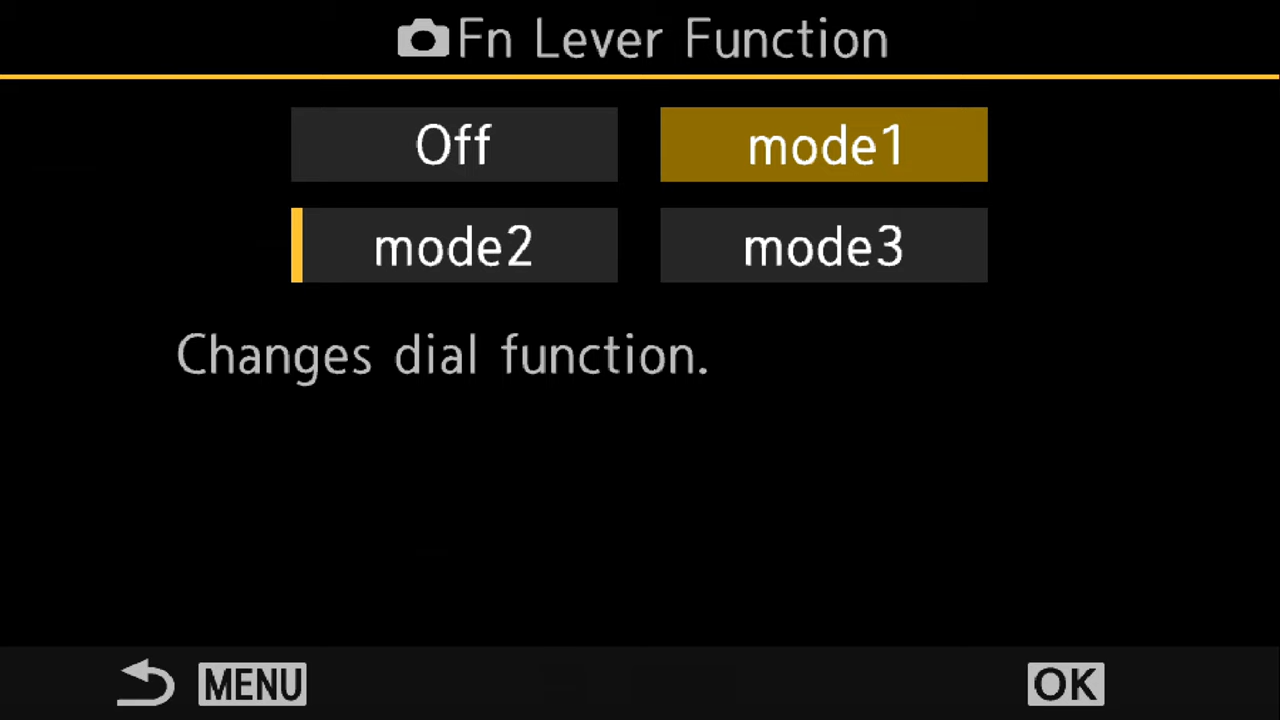 Fn Lever Function
Off mode1
mode2 mode3
Changes dial function.
MENU OK